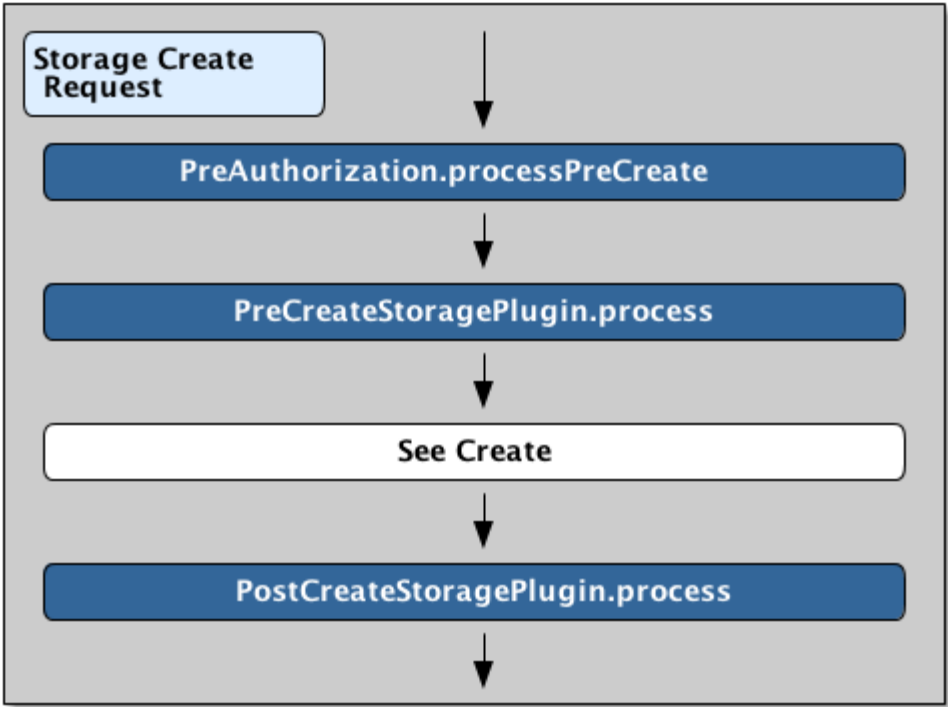 Storage Create
Request
PreAuthorization.processPreCreate
PreCreateStoragePlugin.process
See Create
PostCreateStoragePlugin.process